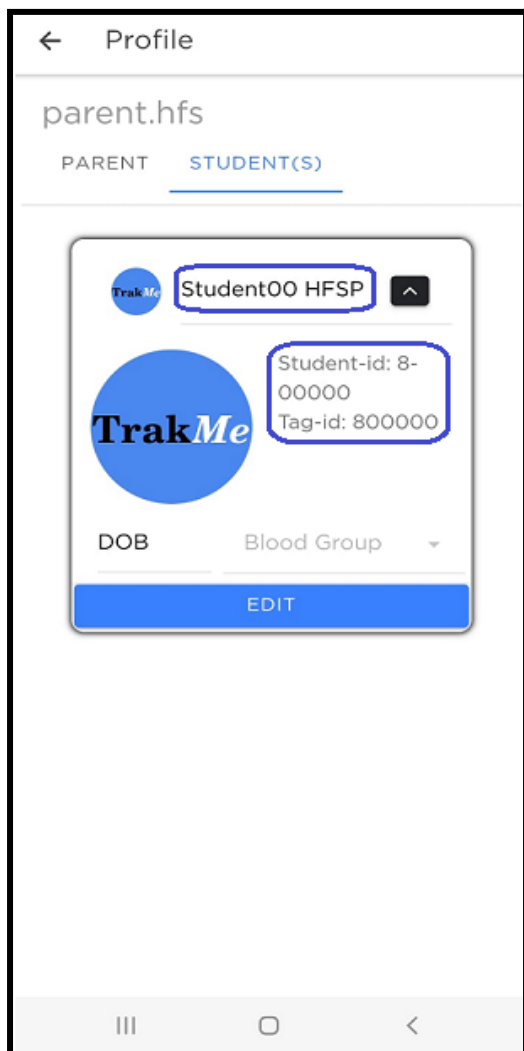 Profile
parent.hfs
PARENT STUDENT(S)
TrakMe Student00 HFSP
Student-id: 8-
00000
Tag-id: 800000
TrakMe
DOB Blood Group
EDIT